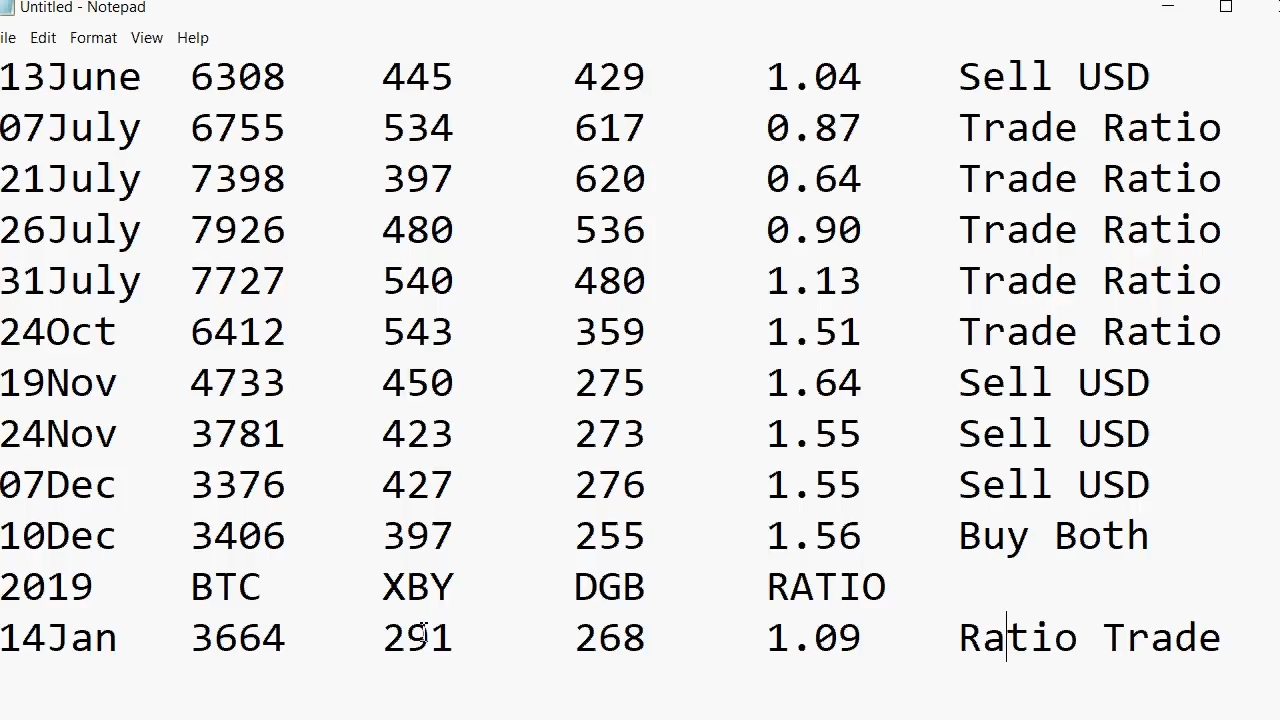 Untitled - Notepad
ile Edit Format View Help
13June 6308 445 429 1.04 Sell USD
07July 6755 534 617 0.87 Trade Ratio
21July 7398 397 620 0.64 Trade Ratio
26July 7926 480 536 0.90 Trade Ratio
31July 7727 540 480 1.13 Trade Ratio
24Oct 6412 543 359 1.51 Trade Ratio
19Nov 4733 450 275 1.64 Sell USD
24Nov 3781 423 273 1.55 Sell USD
07Dec 3376 427 276 1.55 Sell USD
10Dec 3406 397 255 1.56 Buy Both
2019 BTC XBY DGB RATIO
14Jan 3664 291 268 1.09 Ratio Trade